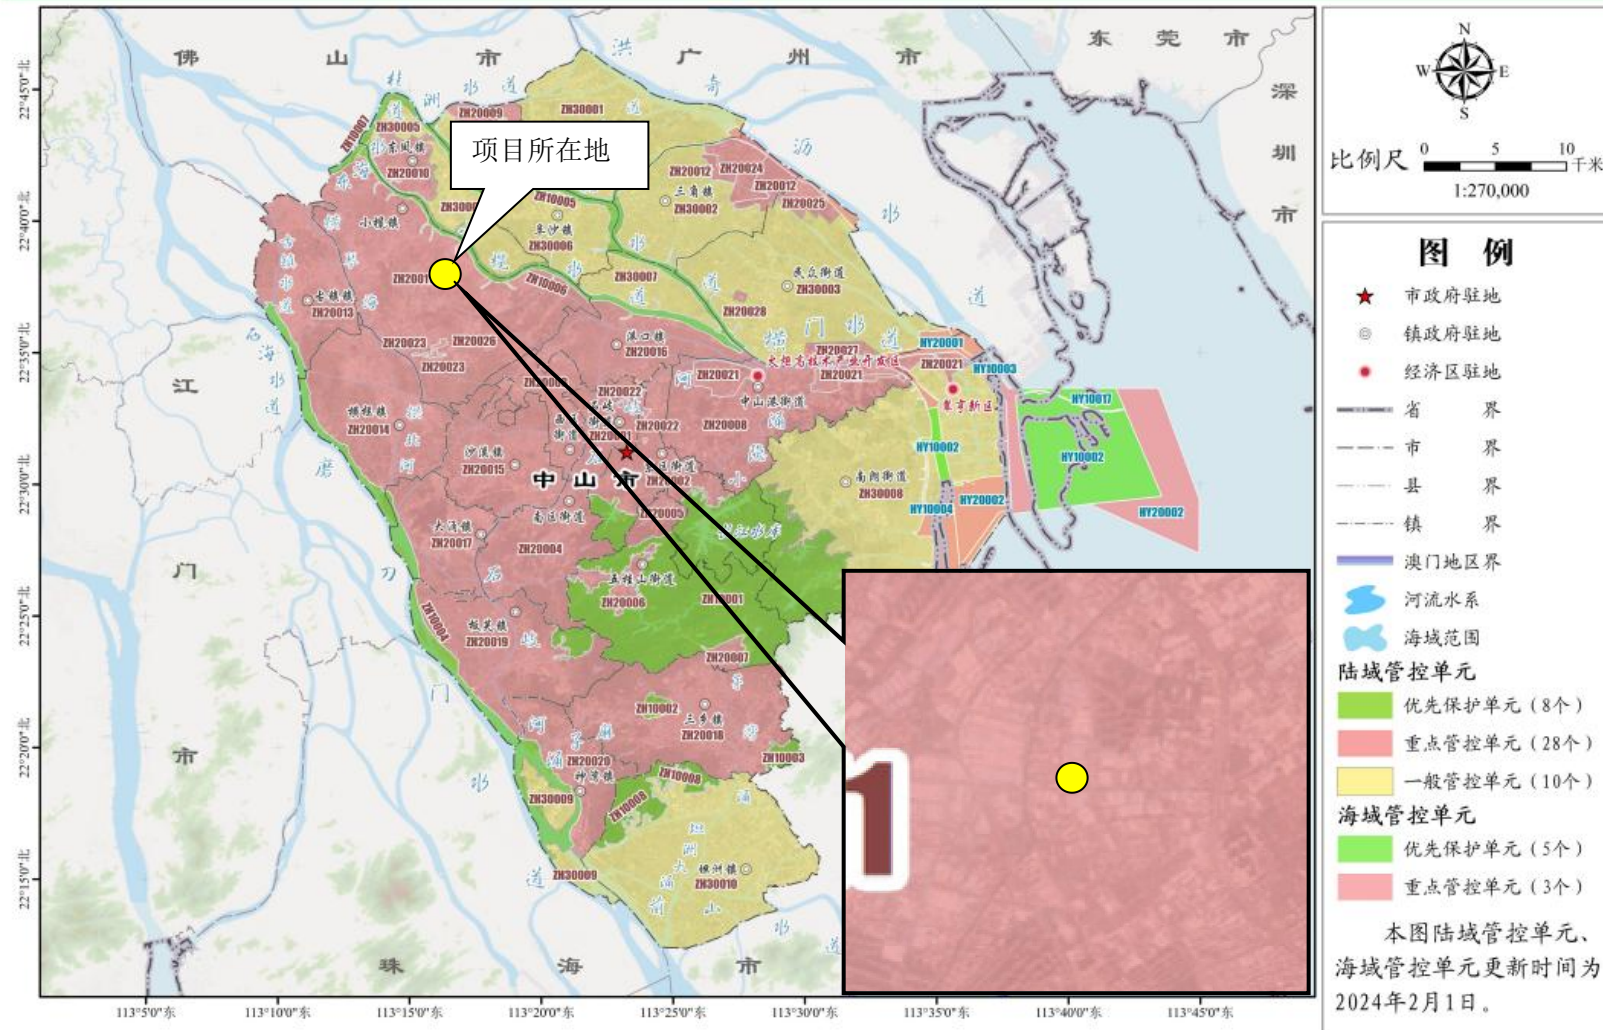 佛 山 市
广 州 市
东 莞 市
深 圳 市
江 门 市
珠 海 市
中 山 市
项目所在地
桂 洲 水 道
洪 奇 沥 水 道
ZH10007
ZH30005
东凤镇
ZH20010
ZH20009
ZH30001
ZH20012
ZH20024
ZH20012
ZH20025
三角镇
ZH30002
小榄镇
ZH10005
阜沙镇
ZH30006
ZH30007
民众街道
ZH30003
ZH10006
ZH20028
古镇镇
ZH20013
ZH20023
ZH20026
ZH20023
港口镇
ZH20016
ZH20027
ZH20021
火炬高技术产业开发区
ZH20021
中山港街道
ZH20021
翠亨新区
HY20001
HY10003
HY10017
HY10002
HY10002
HY20002
HY20002
HY10004
横栏镇
ZH20014
ZH20022
ZH20022
ZH20008
ZH20001
沙溪镇
ZH20015
东区街道
ZH20002
南区街道
ZH20005
长江水库
南朗街道
ZH30008
大涌镇
ZH20017
ZH20004
五桂山街道
ZH20006
ZH10001
ZH10004
板芙镇
ZH20019
ZH20007
ZH10002
三乡镇
ZH20018
ZH10003
ZH20020
神湾镇
ZH10008
ZH10008
ZH30009
ZH30009
坦洲镇
ZH30010
1
22°45'0"北
22°40'0"北
22°35'0"北
22°30'0"北
22°25'0"北
22°20'0"北
22°15'0"北
113°5'0"东
113°10'0"东
113°15'0"东
113°20'0"东
113°25'0"东
113°30'0"东
113°35'0"东
113°40'0"东
113°45'0"东
N
W E
S
比例尺 0 5 10 千米
1:270,000
图 例
市政府驻地
镇政府驻地
经济区驻地
省 界
市 界
县 界
镇 界
澳门地区界
河流水系
海域范围
陆域管控单元
优先保护单元（8个）
重点管控单元（28个）
一般管控单元（10个）
海域管控单元
优先保护单元（5个）
重点管控单元（3个）
本图陆域管控单元、
海域管控单元更新时间为
2024年2月1日。